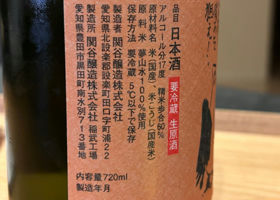 品目 日本酒
要冷蔵 生原酒
アルコール分17度 精米歩合60%
原材料名 米(国産)、米こうじ(国産米)
原料米 夢山水100%使用
保存方法 要冷蔵 5℃以下で保存
製造者 関谷醸造株式会社
愛知県北設楽郡設楽町田口字町浦22
製造所 関谷醸造株式会社 稲武工場
愛知県豊田市黒田町南水別713番地
内容量720ml
製造年月